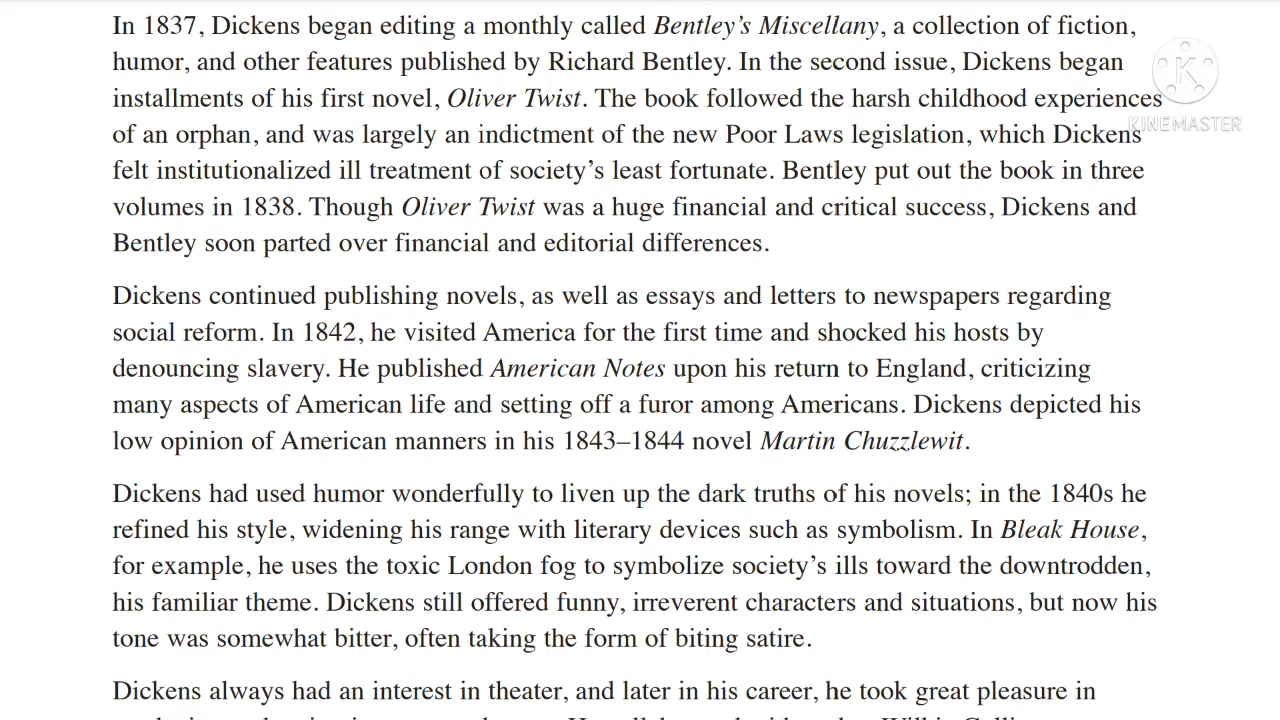 In 1837, Dickens began editing a monthly called Bentley’s Miscellany, a collection of fiction,
humor, and other features published by Richard Bentley. In the second issue, Dickens began
installments of his first novel, Oliver Twist. The book followed the harsh childhood experiences
of an orphan, and was largely an indictment of the new Poor Laws legislation, which Dickens
felt institutionalized ill treatment of society’s least fortunate. Bentley put out the book in three
volumes in 1838. Though Oliver Twist was a huge financial and critical success, Dickens and
Bentley soon parted over financial and editorial differences.
Dickens continued publishing novels, as well as essays and letters to newspapers regarding
social reform. In 1842, he visited America for the first time and shocked his hosts by
denouncing slavery. He published American Notes upon his return to England, criticizing
many aspects of American life and setting off a furor among Americans. Dickens depicted his
low opinion of American manners in his 1843–1844 novel Martin Chuzzlewit.
Dickens had used humor wonderfully to liven up the dark truths of his novels; in the 1840s he
refined his style, widening his range with literary devices such as symbolism. In Bleak House,
for example, he uses the toxic London fog to symbolize society’s ills toward the downtrodden,
his familiar theme. Dickens still offered funny, irreverent characters and situations, but now his
tone was somewhat bitter, often taking the form of biting satire.
Dickens always had an interest in theater, and later in his career, he took great pleasure in
K
KINEMASTER